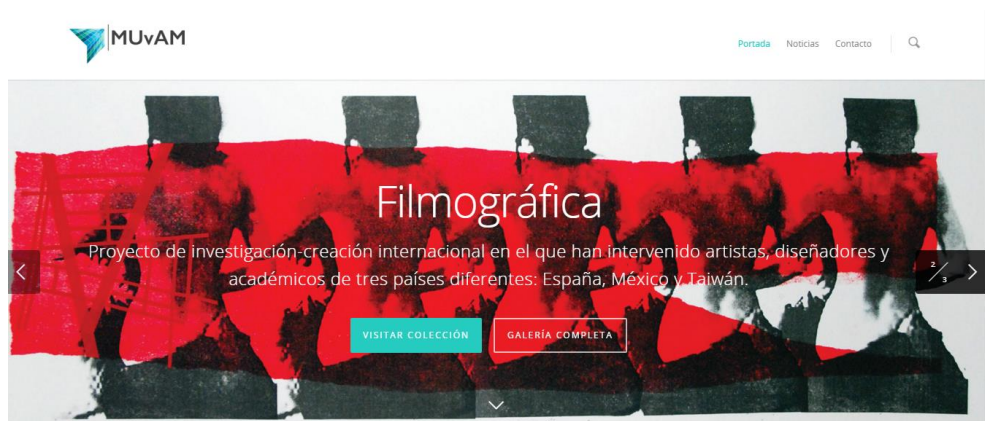 MUvAM
Portada Noticias Contacto
Filmográfica
Proyecto de investigación-creación internacional en el que han intervenido artistas, diseñadores y
académicos de tres países diferentes: España, México y Taiwán.
2/3
VISITAR COLECCIÓN GALERÍA COMPLETA